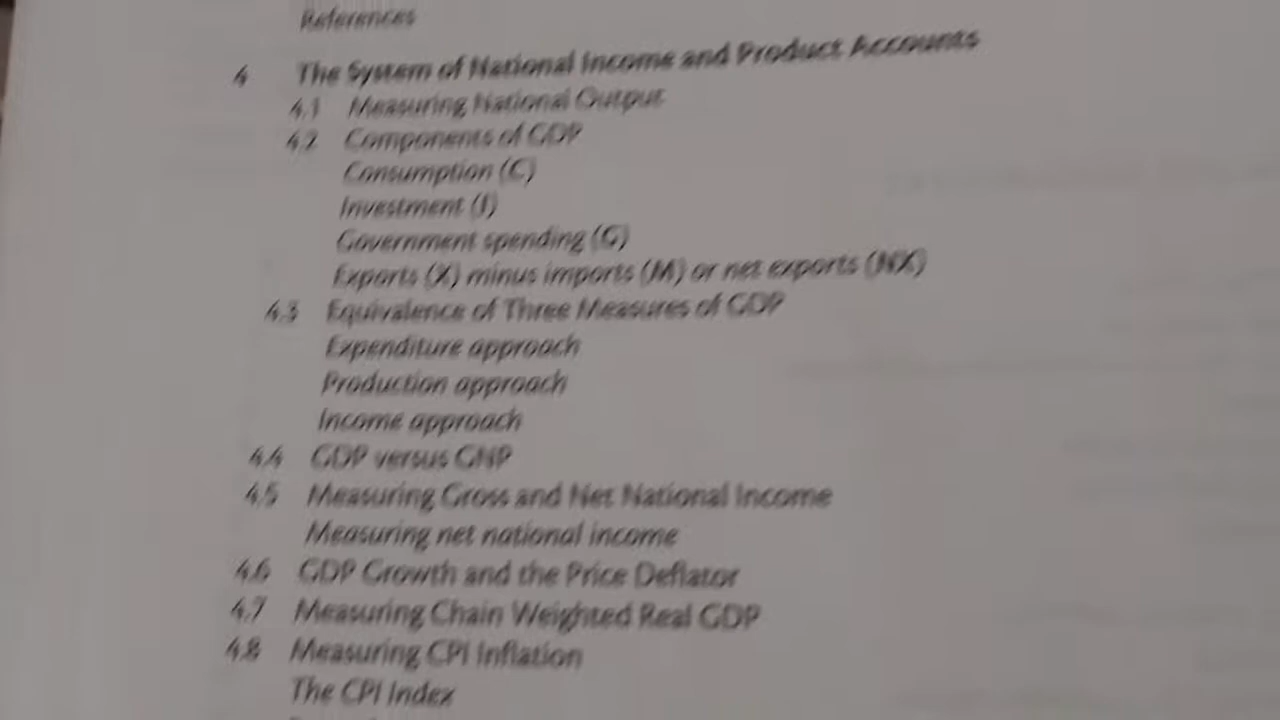 References
4 The System of National Income and Product Accounts
4.1 Measuring National Output
4.2 Components of GDP
Consumption (C)
Investment (I)
Government spending (G)
Exports (X) minus imports (M) or net exports (NX)
4.3 Equivalence of Three Measures of GDP
Expenditure approach
Production approach
Income approach
4.4 GDP versus GNP
4.5 Measuring Gross and Net National Income
Measuring net national income
4.6 GDP Growth and the Price Deflator
4.7 Measuring Chain Weighted Real GDP
4.8 Measuring CPI Inflation
The CPI Index